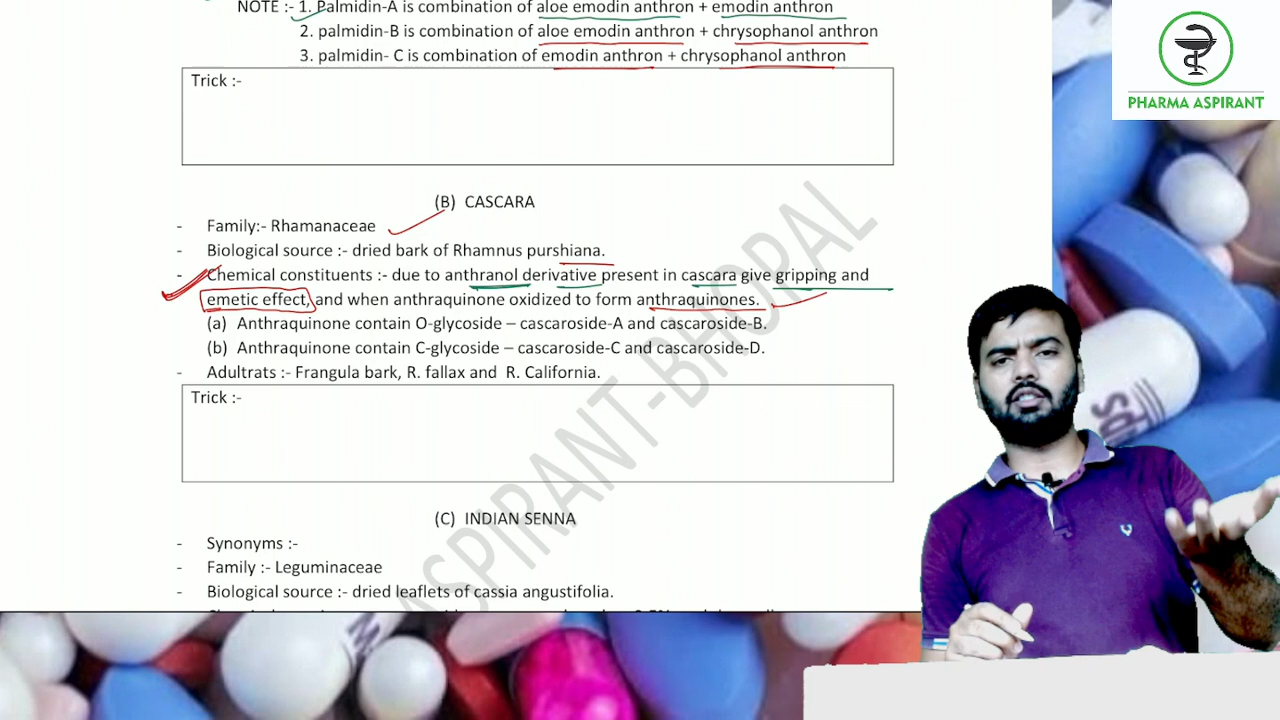 NOTE :- 1. Palmidin-A is combination of aloe emodin anthron + emodin anthron
2. palmidin-B is combination of aloe emodin anthron + chrysophanol anthron
3. palmidin- C is combination of emodin anthron + chrysophanol anthron
Trick :-
(B) CASCARA
- Family:- Rhamanaceae
- Biological source :- dried bark of Rhamnus purshiana.
- Chemical constituents :- due to anthranol derivative present in cascara give gripping and
emetic effect, and when anthraquinone oxidized to form anthraquinones.
(a) Anthraquinone contain O-glycoside – cascaroside-A and cascaroside-B.
(b) Anthraquinone contain C-glycoside – cascaroside-C and cascaroside-D.
- Adultrats :- Frangula bark, R. fallax and R. California.
Trick :-
(C) INDIAN SENNA
- Synonyms :-
- Family :- Leguminaceae
- Biological source :- dried leaflets of cassia angustifolia.
ASPIRANT-BHOPAL
PHARMA ASPIRANT